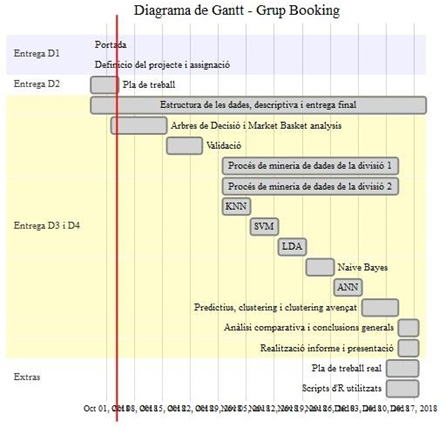 Diagrama de Gantt - Grup Booking
Entrega D1
Portada
Definicio del projecte i assignació
Entrega D2
Pla de treball
Estructura de les dades, descriptiva i entrega final
Arbres de Decisió i Market Basket analysis
Validació
Procés de mineria de dades de la divisió 1
Procés de mineria de dades de la divisió 2
KNN
Entrega D3 i D4
SVM
LDA
Naive Bayes
ANN
Predictius, clustering i clustering avençat
Anàlisi comparativa i conclusions generals
Realització informe i presentació
Extras
Pla de treball real
Scripts d'R utilitzats
Oct 01, 2018